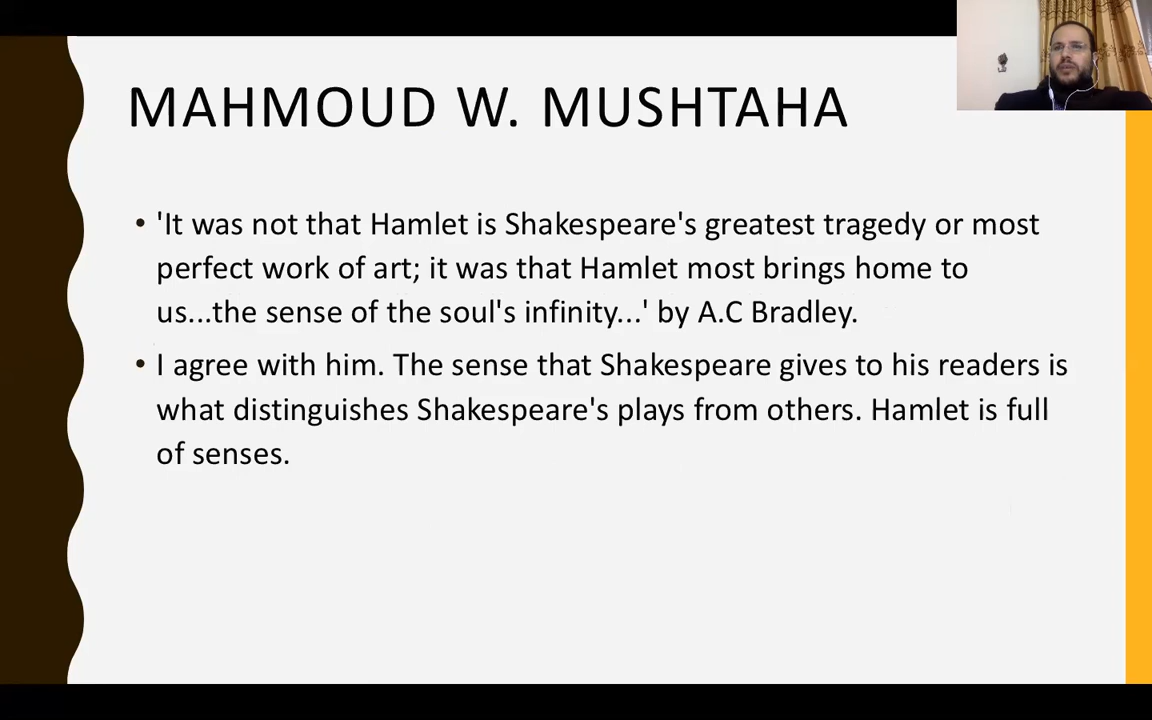 MAHMOUD W. MUSHTAHA
• 'It was not that Hamlet is Shakespeare's greatest tragedy or most
perfect work of art; it was that Hamlet most brings home to
us...the sense of the soul's infinity...' by A.C Bradley.
• I agree with him. The sense that Shakespeare gives to his readers is
what distinguishes Shakespeare's plays from others. Hamlet is full
of senses.